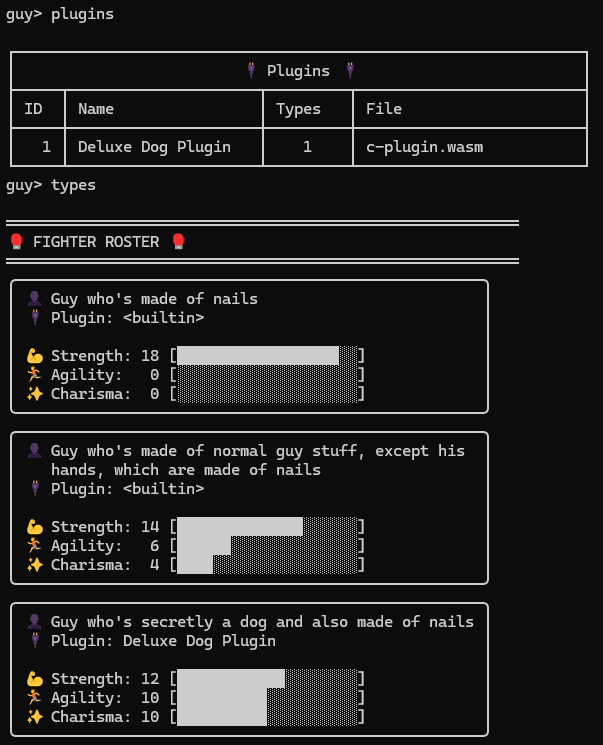 guy> plugins
Plugins
ID Name Types File
1 Deluxe Dog Plugin 1 c-plugin.wasm
guy> types
FIGHTER ROSTER
Guy who's made of nails
Plugin: <builtin>
Strength: 18 [ ]
Agility: 0 [ ]
Charisma: 0 [ ]
Guy who's made of normal guy stuff, except his
hands, which are made of nails
Plugin: <builtin>
Strength: 14 [ ]
Agility: 6 [ ]
Charisma: 4 [ ]
Guy who's secretly a dog and also made of nails
Plugin: Deluxe Dog Plugin
Strength: 12 [ ]
Agility: 10 [ ]
Charisma: 10 [ ]